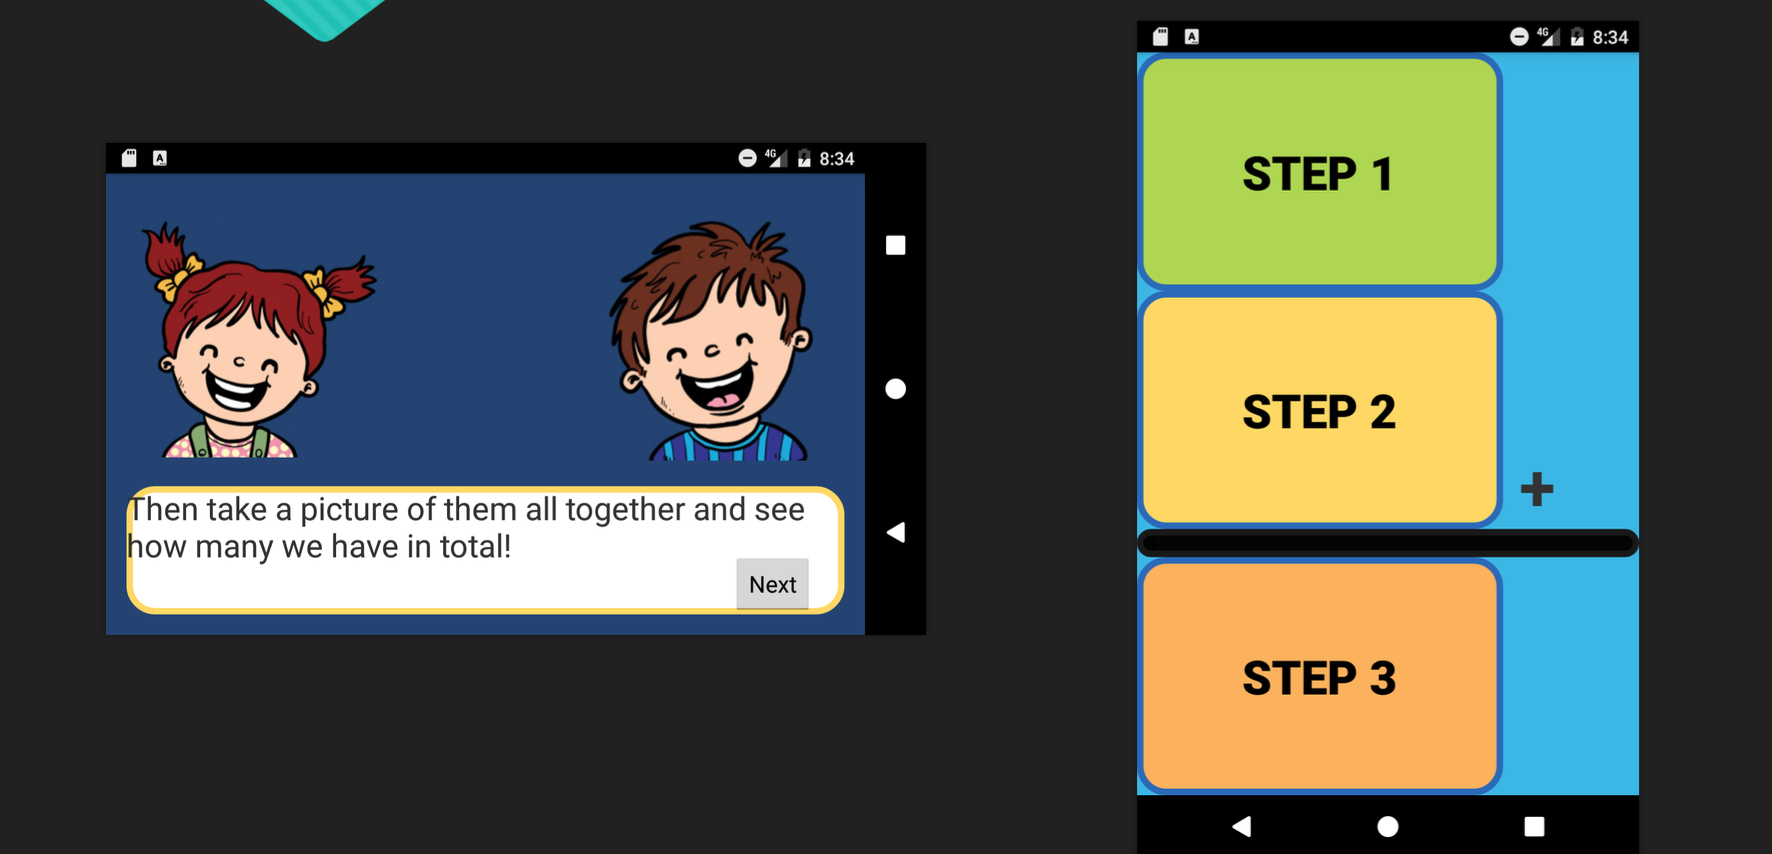 8:34
Then take a picture of them all together and see
how many we have in total!
Next
4G 8:34
STEP 1
STEP 2
+
STEP 3